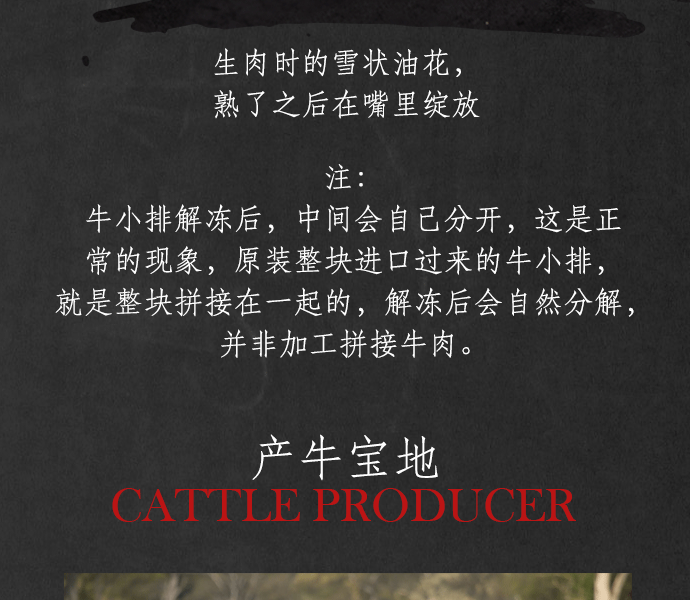 生肉时的雪状油花，
熟了之后在嘴里绽放
注：
牛小排解冻后，中间会自己分开，这是正
常的现象，原装整块进口过来的牛小排，
就是整块拼接在一起的，解冻后会自然分解，
并非加工拼接牛肉。
产牛宝地
CATTLE PRODUCER